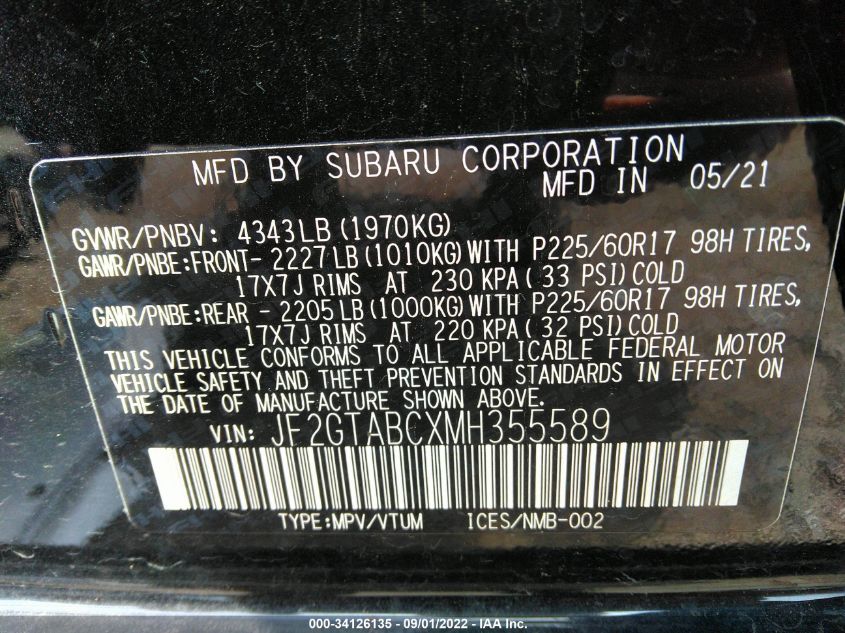 MFD BY SUBARU CORPORATION
MFD IN 05/21
GVWR/PNBV: 4343LB (1970KG)
GAWR/PNBE:FRONT- 2227LB (1010KG) WITH P225/60R17 98H TIRES,
17X7J RIMS AT 230 KPA ( 33 PSI) COLD
GAWR/PNBE:REAR - 2205LB (1000KG) WITH P225/60R17 98H TIRES,
17X7J RIMS AT 220 KPA ( 32 PSI) COLD
THIS VEHICLE CONFORMS TO ALL APPLICABLE FEDERAL MOTOR
VEHICLE SAFETY AND THEFT PREVENTION STANDARDS IN EFFECT ON
THE DATE OF MANUFACTURE SHOWN ABOVE.
VIN: JF2GTABCXMH355589
TYPE:MPV/VTUM ICES/NMB-002
000-34126135 - 09/01/2022 - IAA Inc.